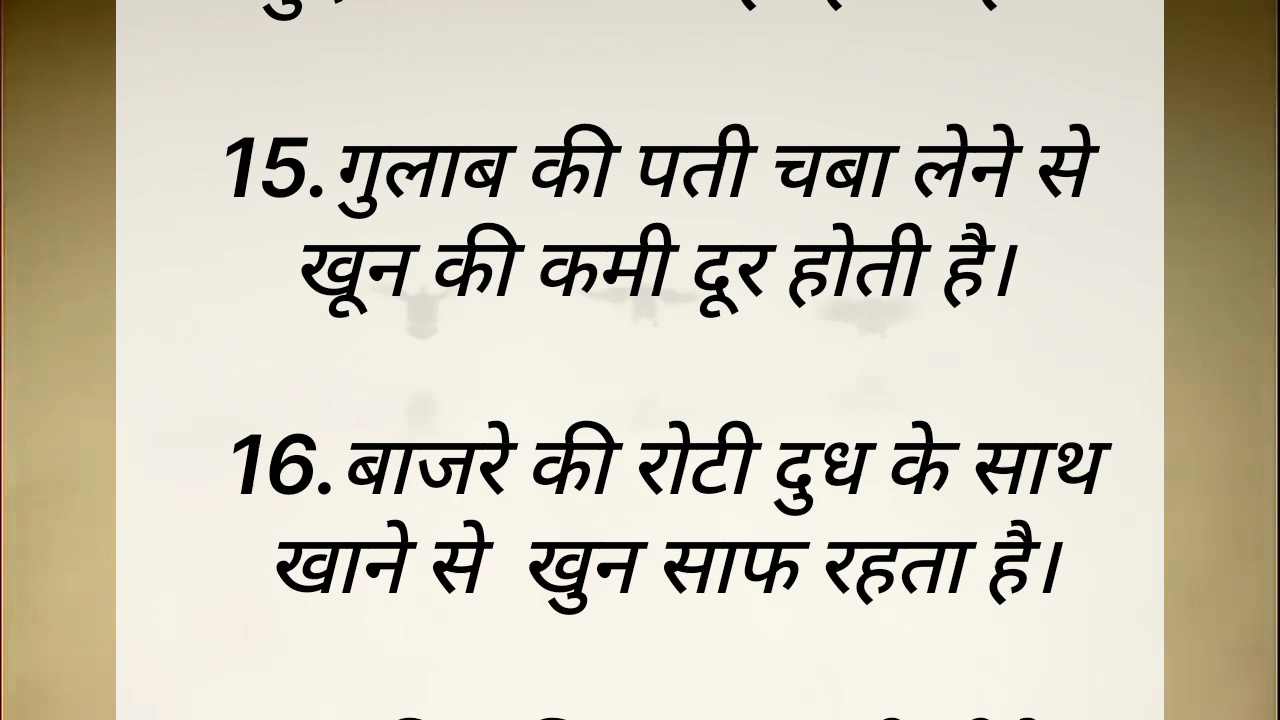 15.गुलाब की पती चबा लेने से
खून की कमी दूर होती है।
16.बाजरे की रोटी दुध के साथ
खाने से खुन साफ रहता है।